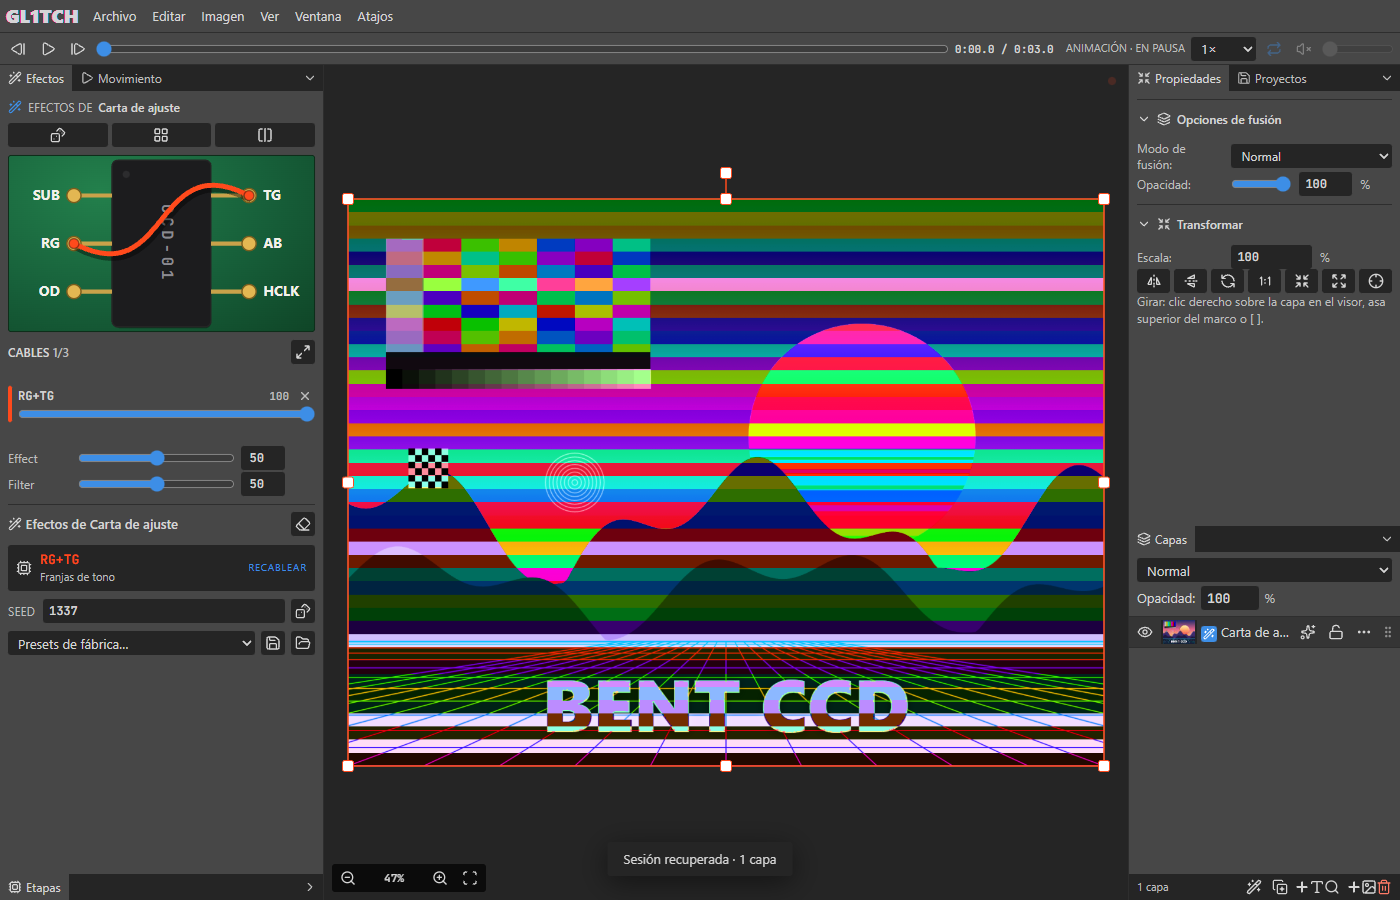 GL1TCH Archivo Editar Imagen Ver Ventana Atajos
0:00.0 / 0:03.0 ANIMACIÓN · EN PAUSA 1×
Efectos Movimiento
EFECTOS DE Carta de ajuste
SUB TG
RG AB
OD HCLK
CCD-01
CABLES 1/3
RG+TG 100
Effect 50
Filter 50
Efectos de Carta de ajuste
RG+TG
Franjas de tono
RECABLEAR
SEED 1337
Presets de fábrica...
Etapas
BENT CCD
Sesión recuperada · 1 capa
47%
Propiedades Proyectos
Opciones de fusión
Modo de
fusión:
Normal
Opacidad: 100 %
Transformar
Escala: 100 %
1:1
Girar: clic derecho sobre la capa en el visor, asa
superior del marco o [ ].
Capas
Normal
Opacidad: 100 %
Carta de a...
1 capa